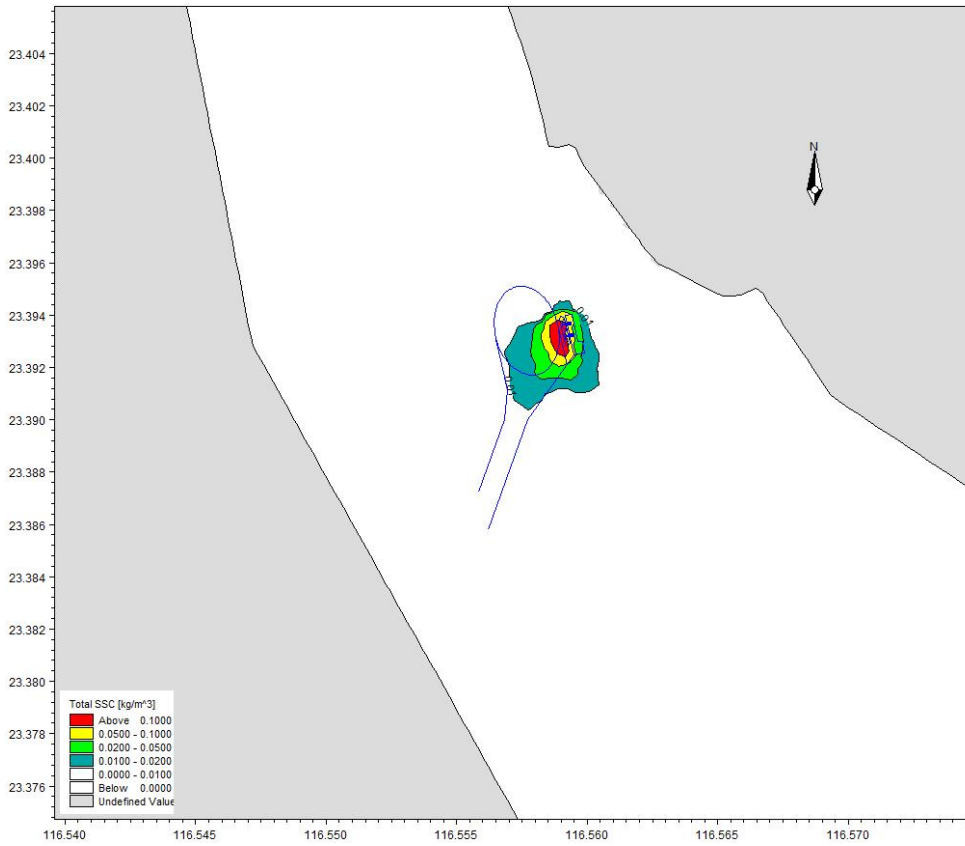 23.404
23.402
23.400
23.398
23.396
23.394
23.392
23.390
23.388
23.386
23.384
23.382
23.380
23.378
23.376
N
Total SSC [kg/m^3]
Above 0.1000
0.0500 - 0.1000
0.0200 - 0.0500
0.0100 - 0.0200
0.0000 - 0.0100
Below 0.0000
Undefined Value
116.540 116.545 116.550 116.555 116.560 116.565 116.570